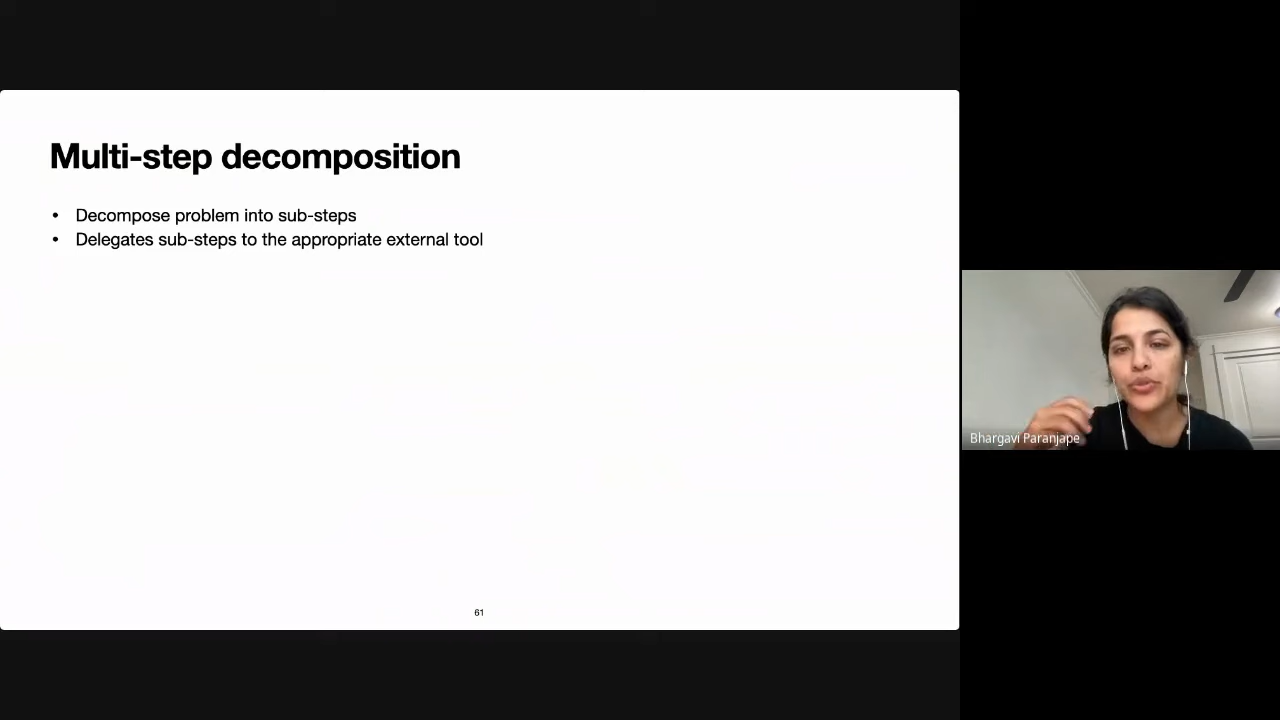 Multi-step decomposition
• Decompose problem into sub-steps
• Delegates sub-steps to the appropriate external tool
61
Bhargavi Paranjape